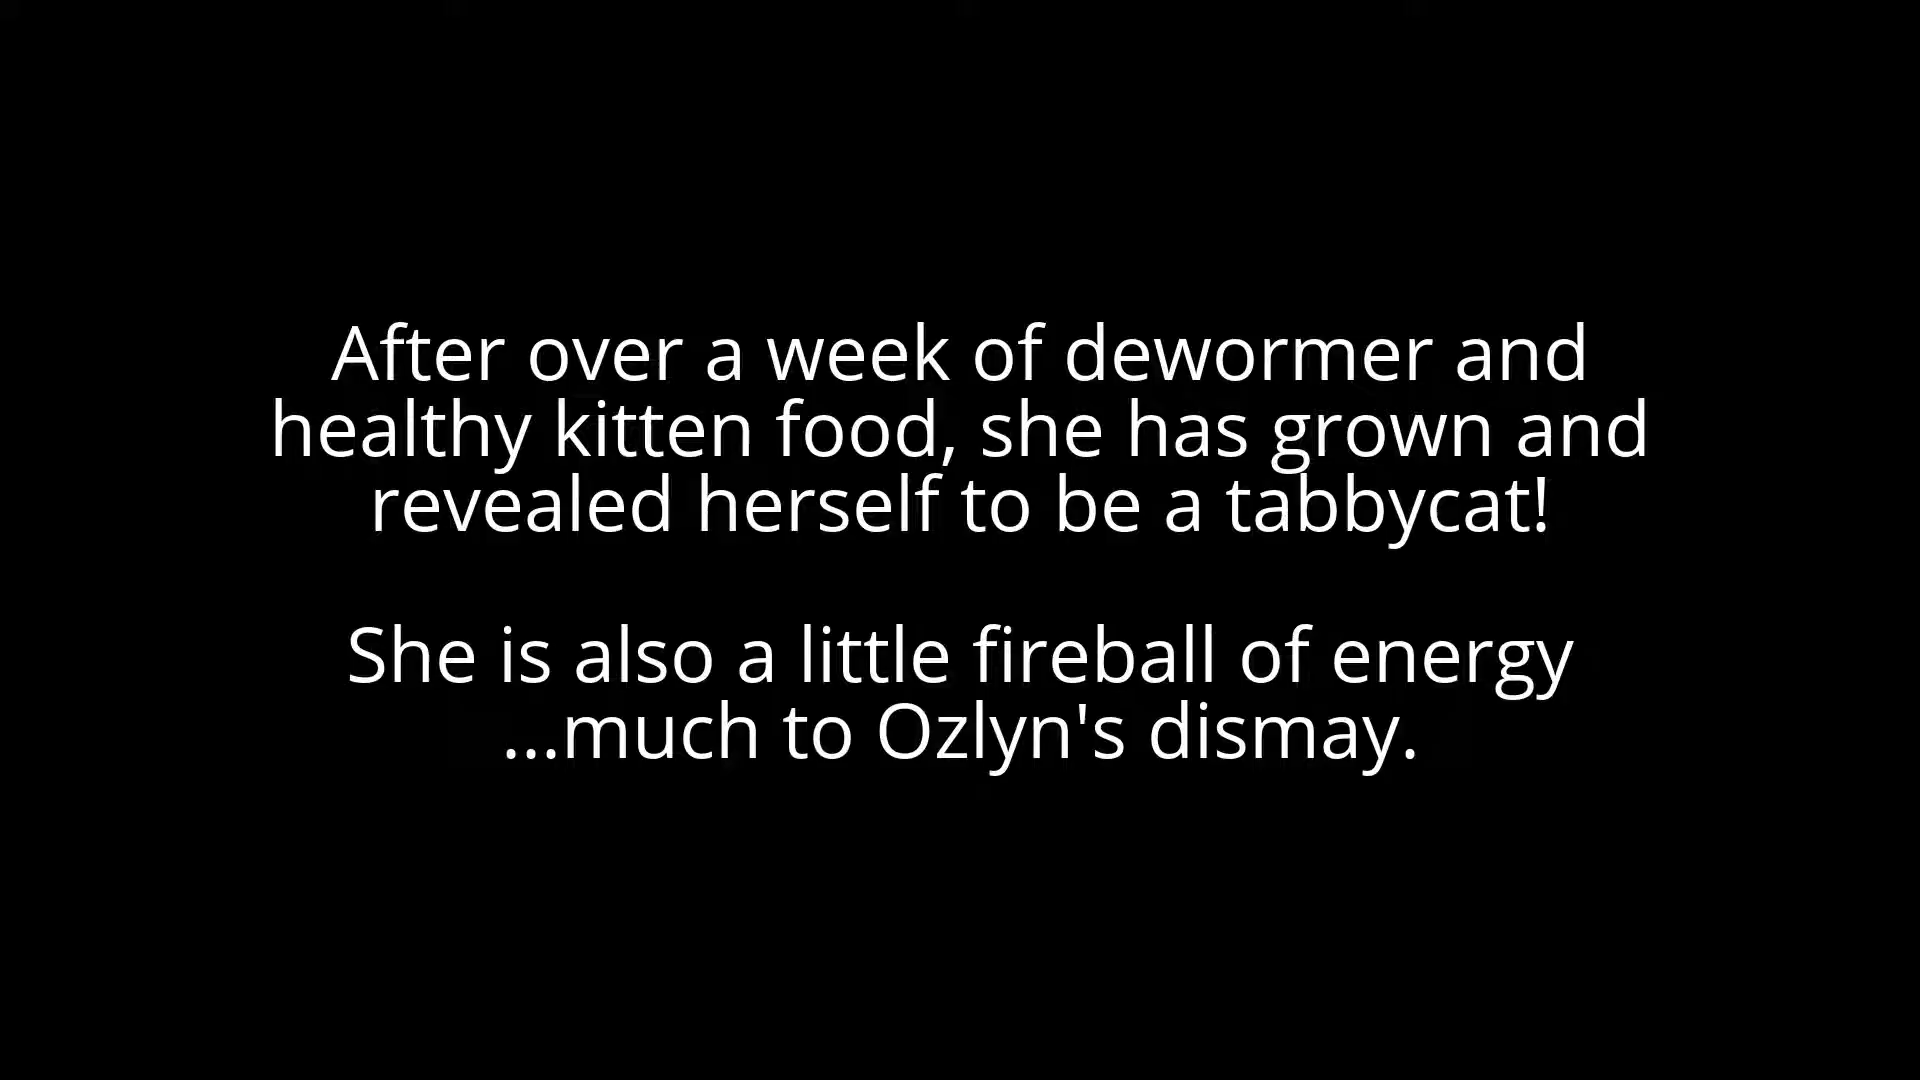 After over a week of dewormer and
healthy kitten food, she has grown and
revealed herself to be a tabbycat!
She is also a little fireball of energy
...much to Ozlyn's dismay.